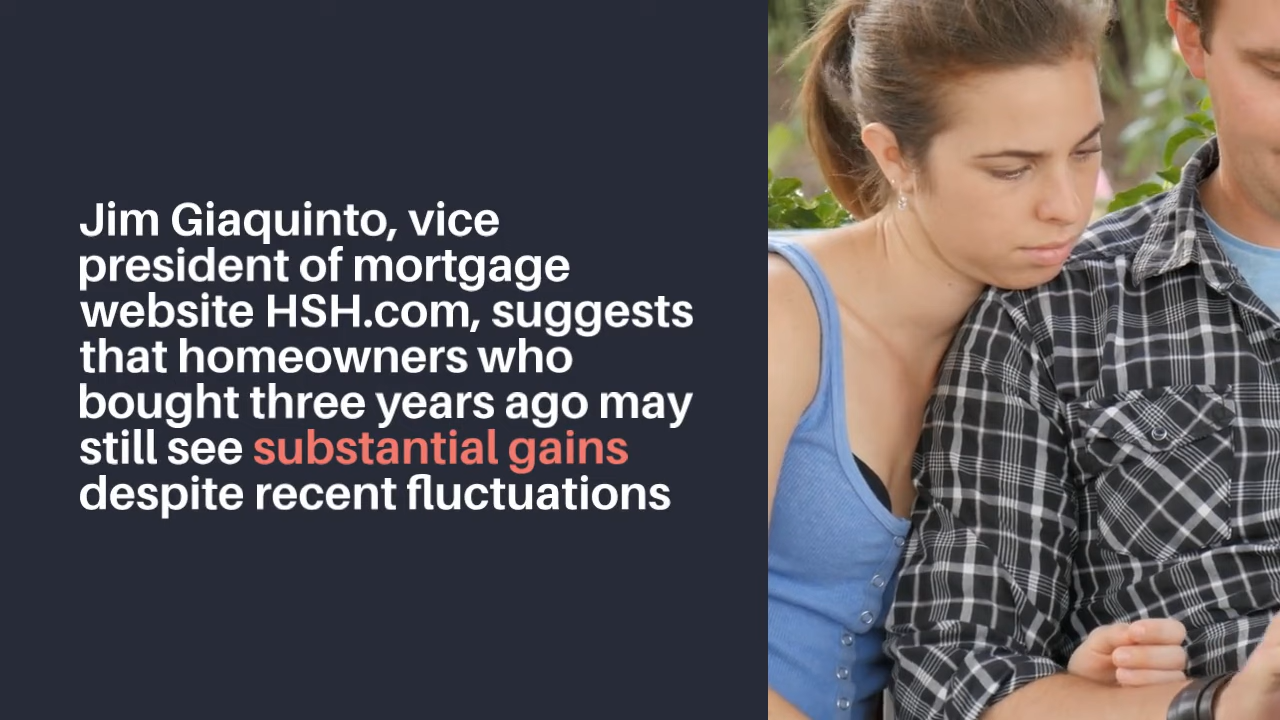 Jim Giaquinto, vice
president of mortgage
website HSH.com, suggests
that homeowners who
bought three years ago may
still see substantial gains
despite recent fluctuations